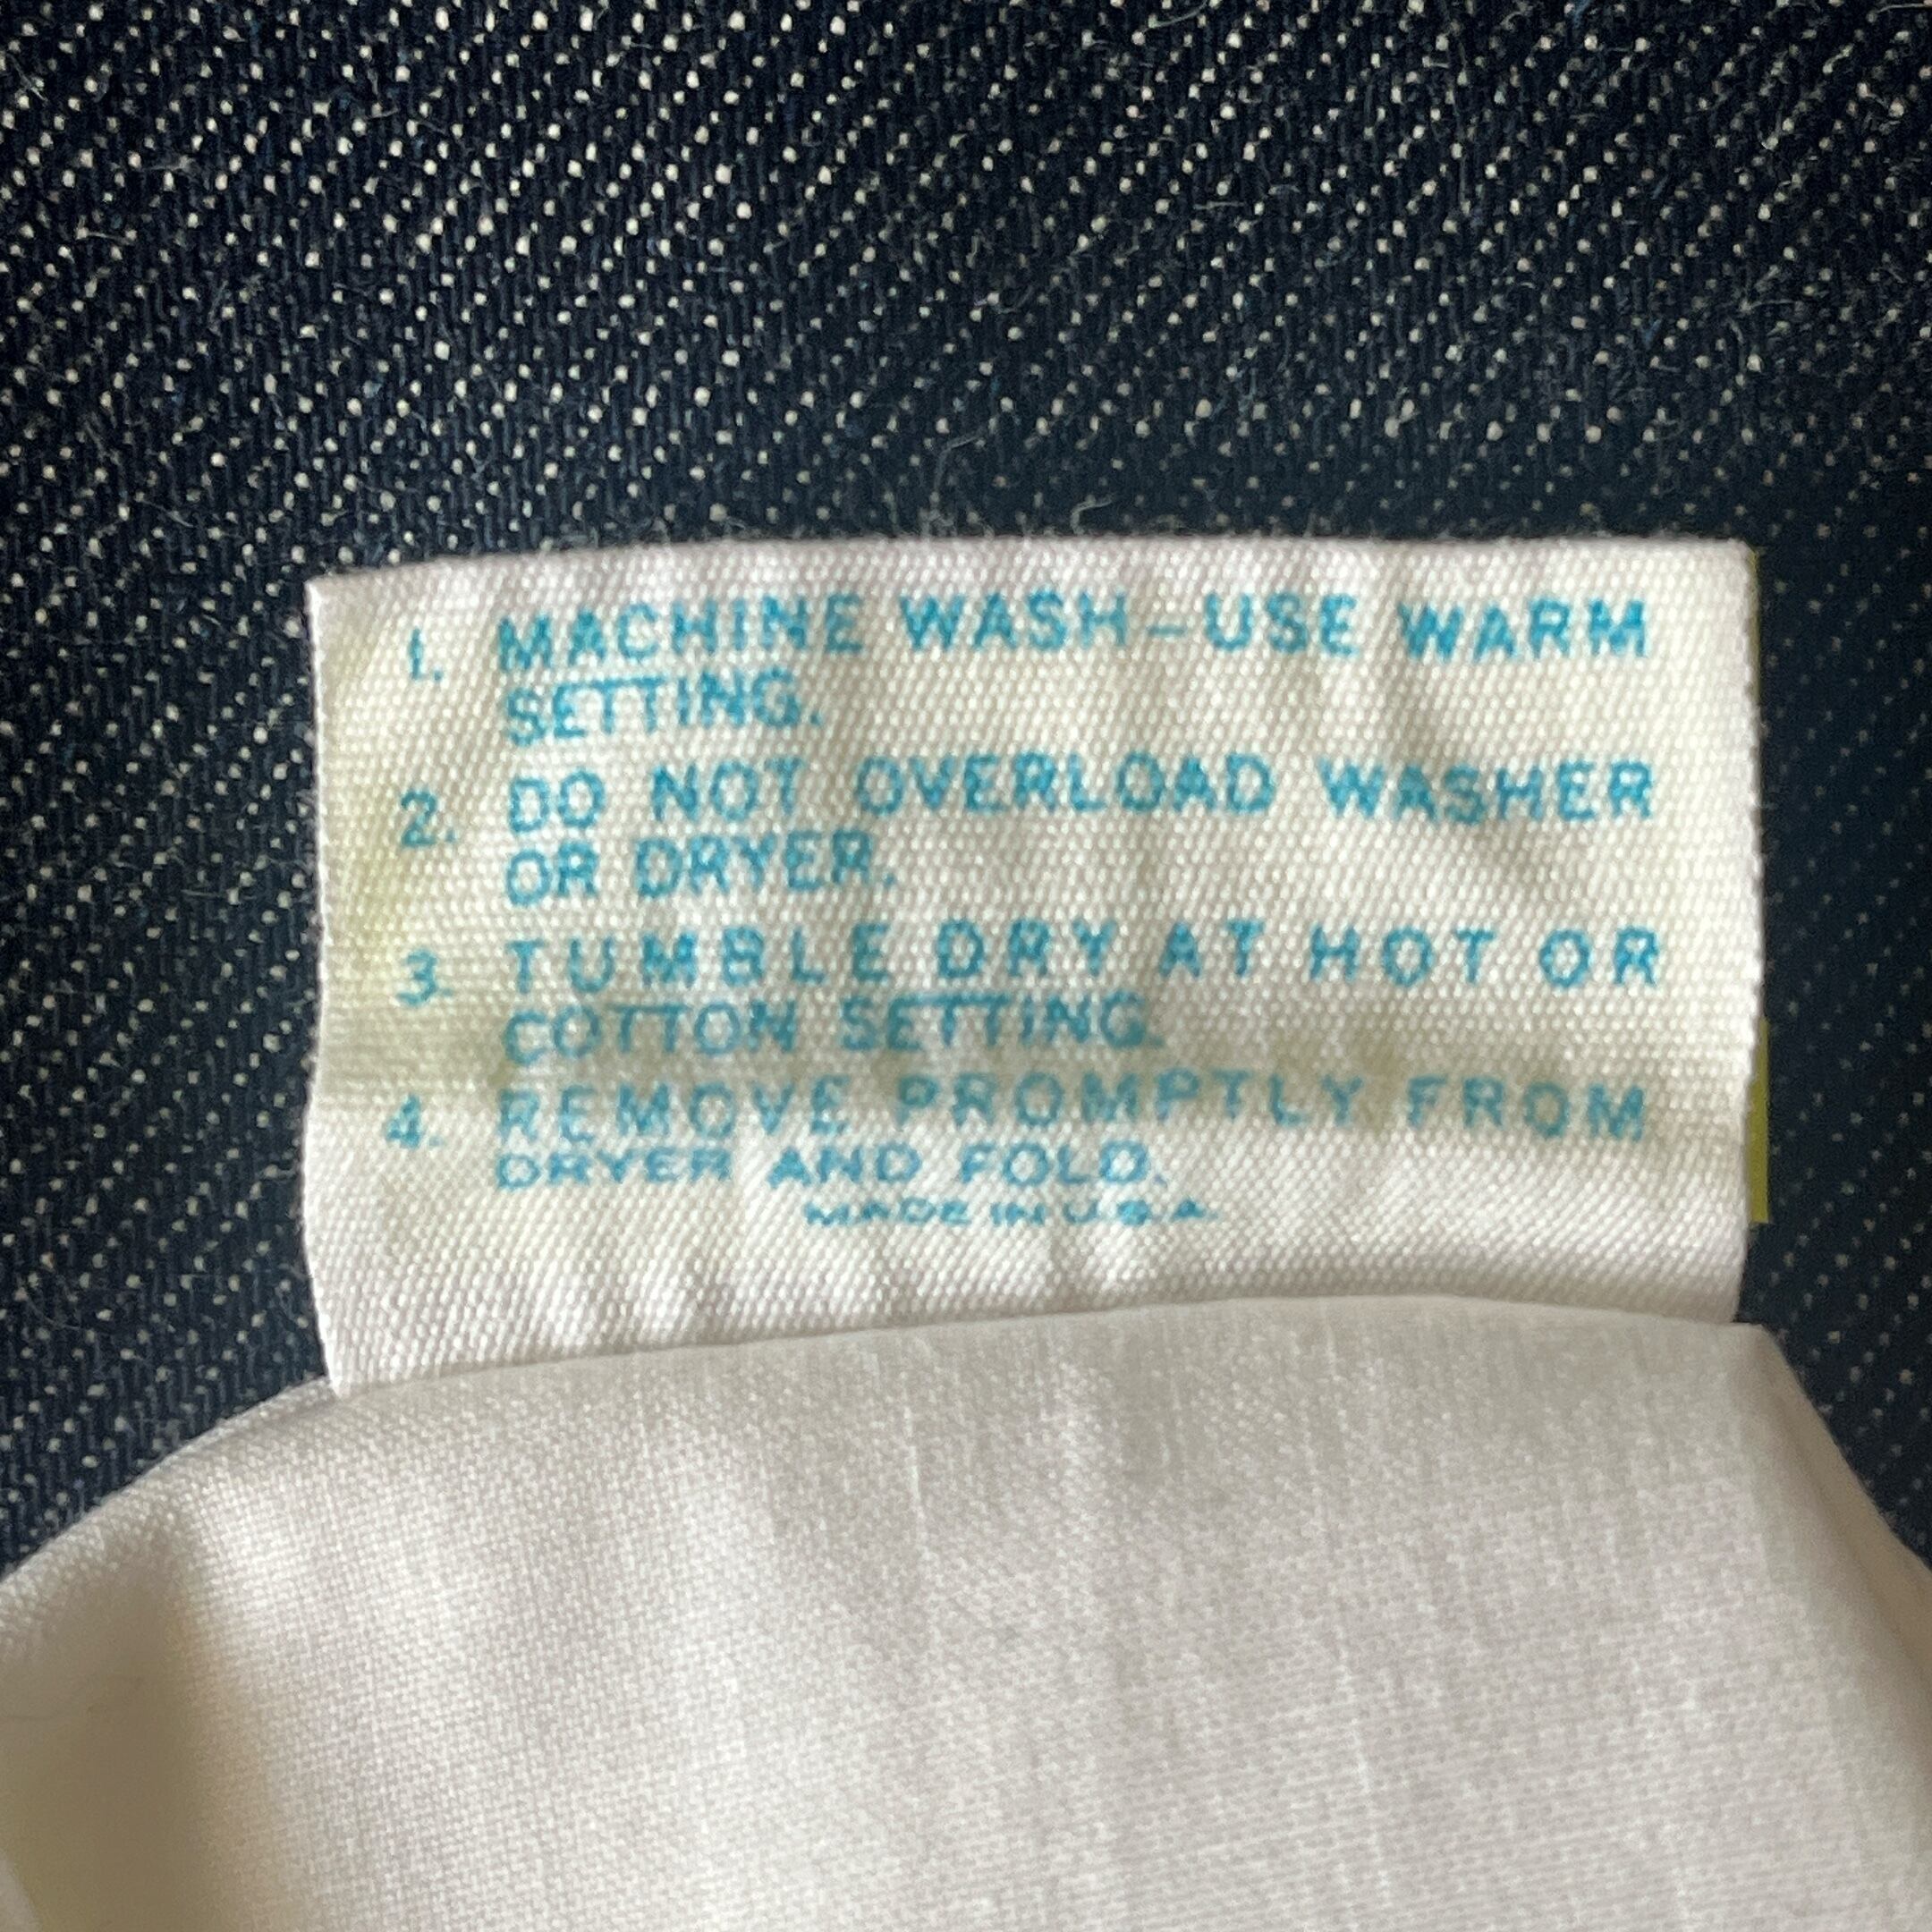 1. MACHINE WASH-USE WARM
SETTING.
2. DO NOT OVERLOAD WASHER
OR DRYER.
3 TUMBLE DRY AT HOT OR
COTTON SETTING.
4. REMOVE PROMPTLY FROM
DRYER AND FOLD.
MADE IN U.S.A.